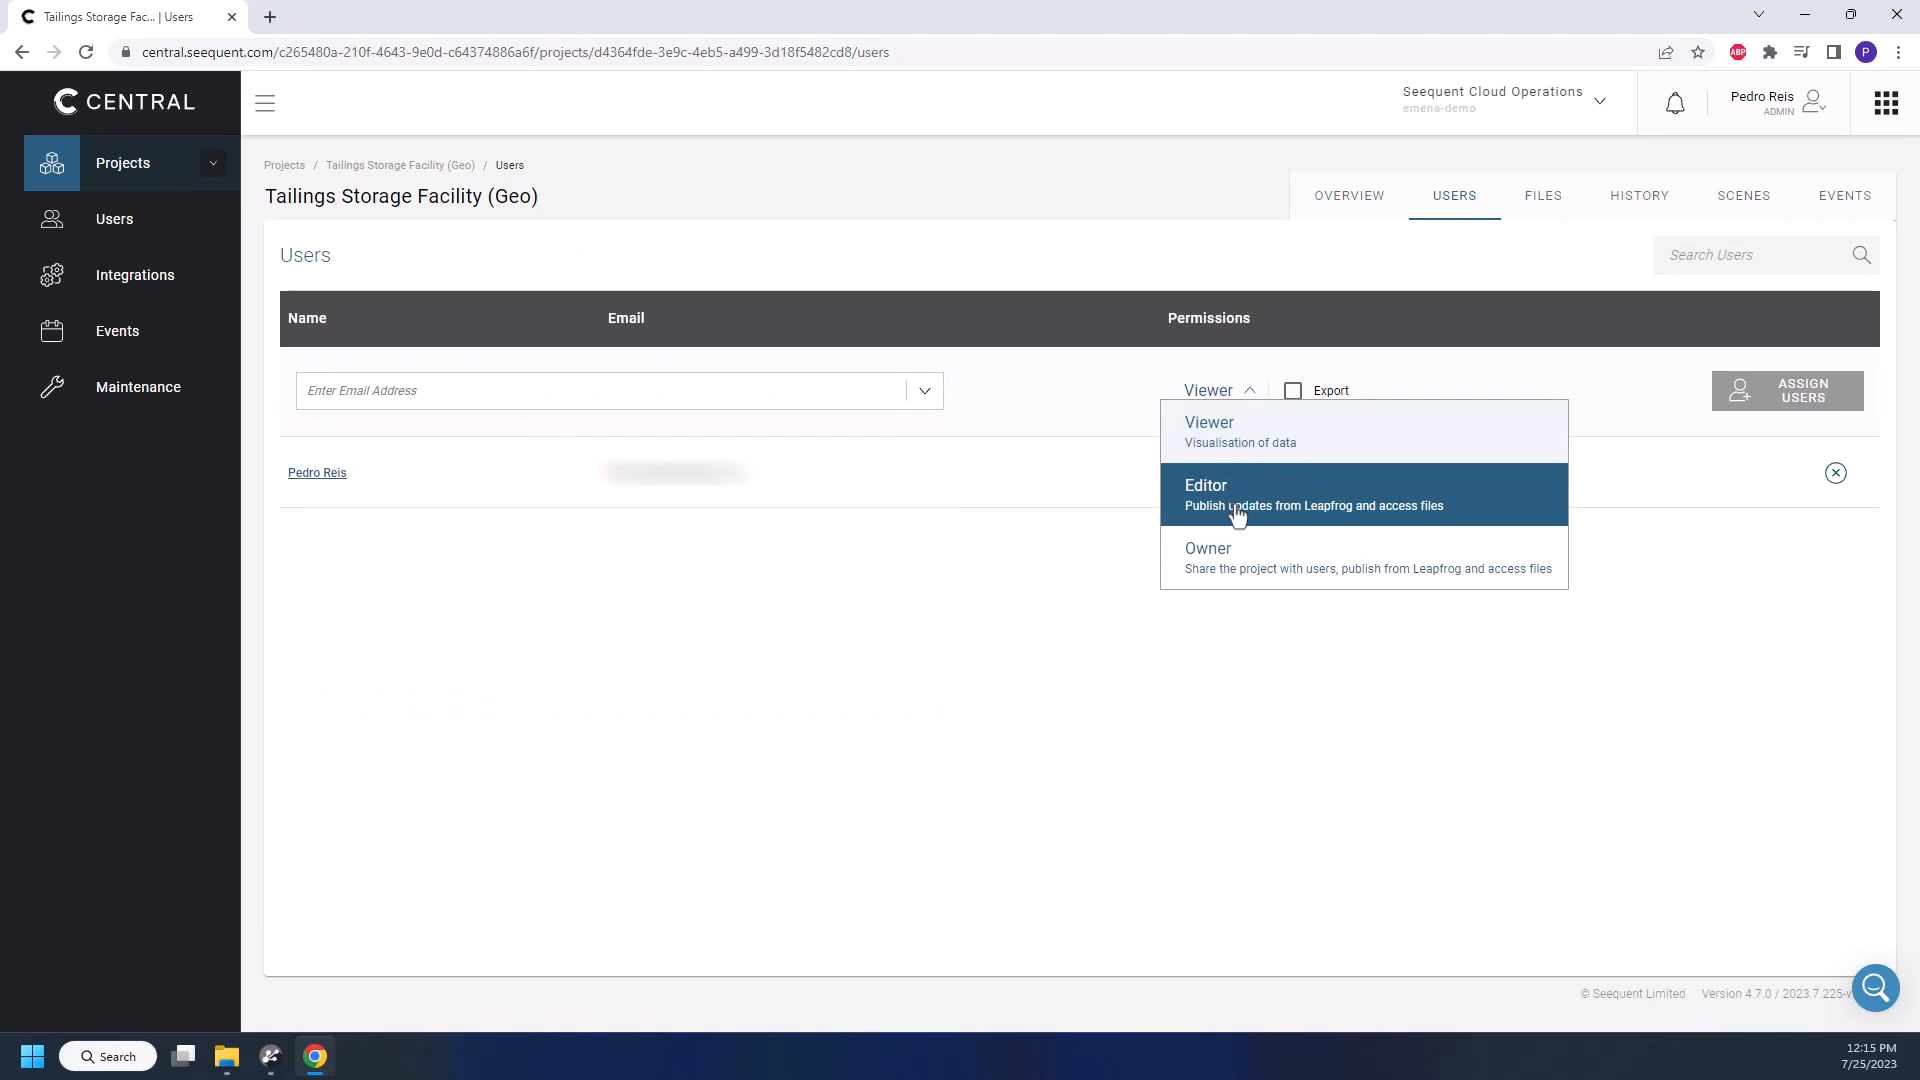 Tailings Storage Fac... | Users
central.seequent.com/c265480a-210f-4643-9e0d-c64374886a6f/projects/d4364fde-3e9c-4eb5-a499-3d18f5482cd8/users
ABP
P
CENTRAL
Seequent Cloud Operations
emena-demo
Pedro Reis
ADMIN
Projects
Users
Integrations
Events
Maintenance
Projects / Tailings Storage Facility (Geo) / Users
Tailings Storage Facility (Geo)
OVERVIEW USERS FILES HISTORY SCENES EVENTS
Users
Search Users
Name Email Permissions
Enter Email Address
Viewer
Export
ASSIGN
USERS
Viewer
Visualisation of data
Pedro Reis
Editor
Publish updates from Leapfrog and access files
Owner
Share the project with users, publish from Leapfrog and access files
© Seequent Limited Version 4.7.0 / 2023.7.225-v
Search
12:15 PM
7/25/2023